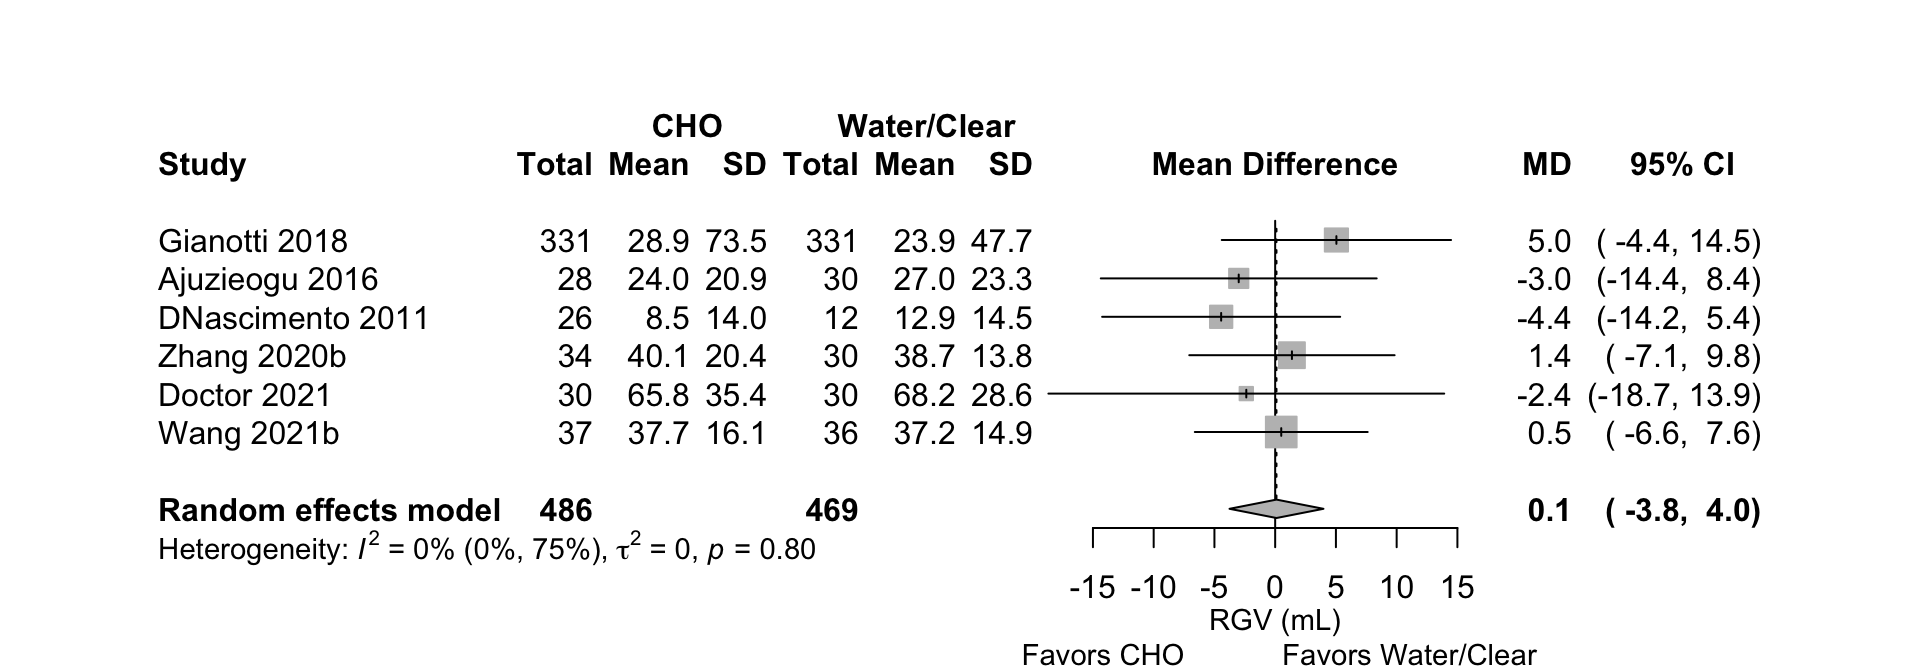 CHO Water/Clear
Study Total Mean SD Total Mean SD Mean Difference MD 95% CI
Gianotti 2018 331 28.9 73.5 331 23.9 47.7 5.0 ( -4.4, 14.5)
Ajuzieogu 2016 28 24.0 20.9 30 27.0 23.3 -3.0 (-14.4, 8.4)
DNascimento 2011 26 8.5 14.0 12 12.9 14.5 -4.4 (-14.2, 5.4)
Zhang 2020b 34 40.1 20.4 30 38.7 13.8 1.4 ( -7.1, 9.8)
Doctor 2021 30 65.8 35.4 30 68.2 28.6 -2.4 (-18.7, 13.9)
Wang 2021b 37 37.7 16.1 36 37.2 14.9 0.5 ( -6.6, 7.6)
Random effects model 486 469 0.1 ( -3.8, 4.0)
Heterogeneity: I² = 0% (0%, 75%), τ² = 0, p = 0.80
-15 -10 -5 0 5 10 15
RGV (mL)
Favors CHO Favors Water/Clear